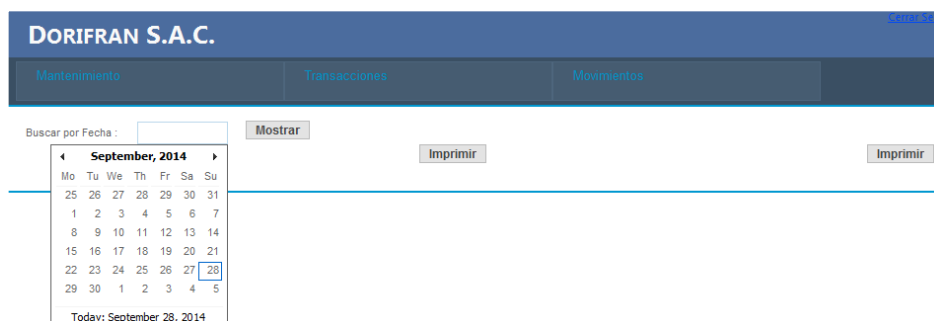 Cerrar Se
DORIFRAN S.A.C.
Mantenimiento Transacciones Movimientos
Buscar por Fecha : Mostrar
Imprimir Imprimir
September, 2014
Mo Tu We Th Fr Sa Su
25 26 27 28 29 30 31
1 2 3 4 5 6 7
8 9 10 11 12 13 14
15 16 17 18 19 20 21
22 23 24 25 26 27 28
29 30 1 2 3 4 5
Today: September 28, 2014